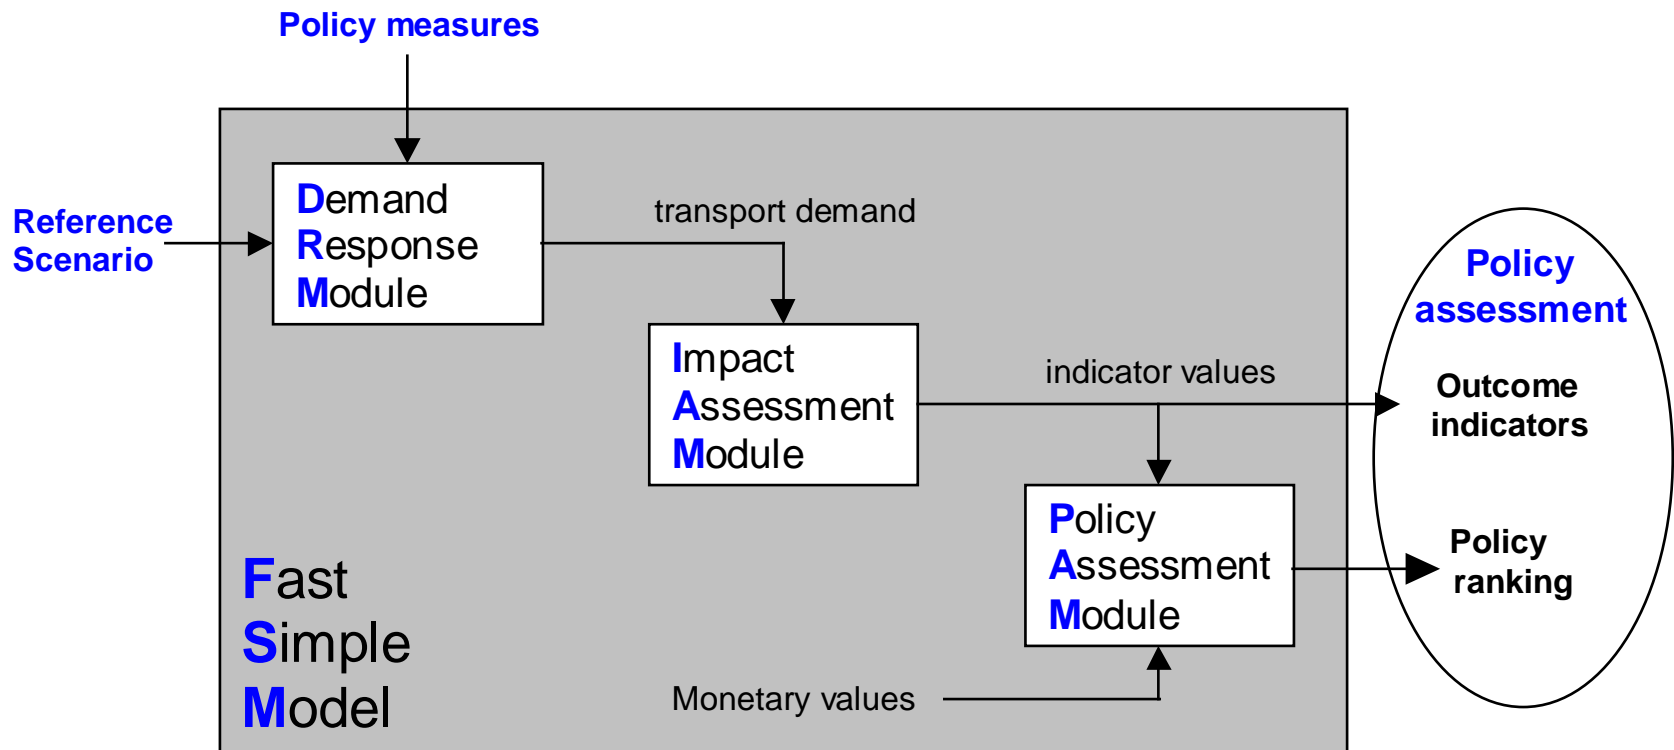 Policy measures
Reference
Scenario
Demand
Response
Module
transport demand
Impact
Assessment
Module
indicator values
Policy
Assessment
Module
Monetary values
Fast
Simple
Model
Policy
assessment
Outcome
indicators
Policy
ranking